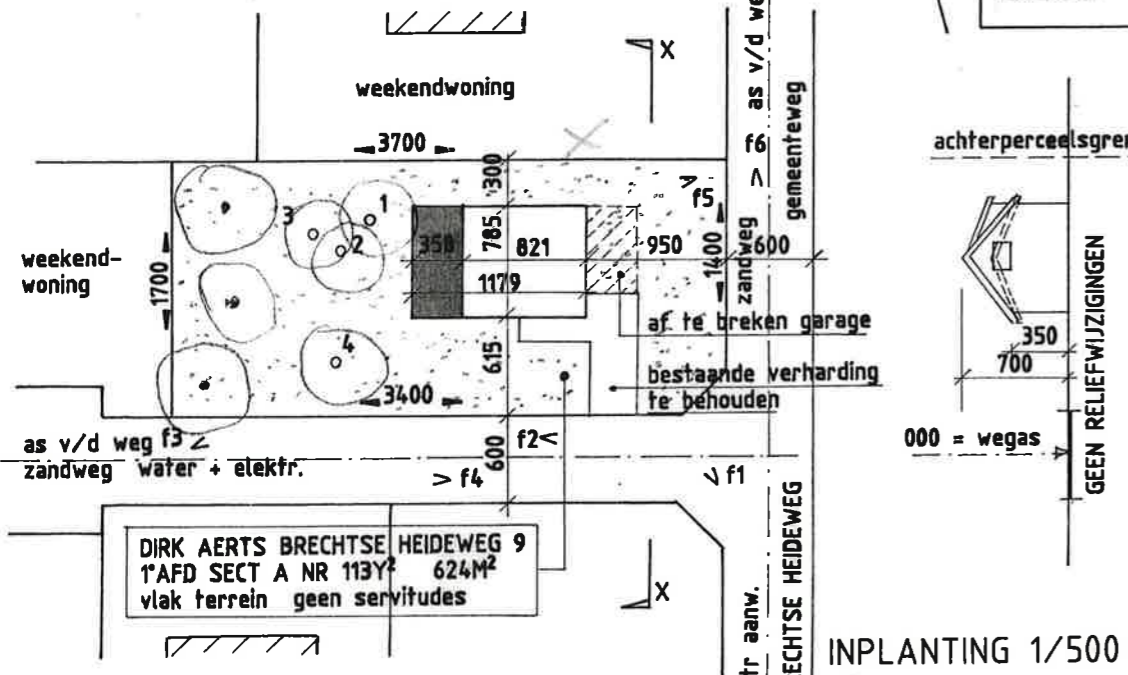 X
weekendwoning
3700
300
f6 > as v/d we
gemeenteweg
achterperceelsgren
f5
1
3
2
358
785
821
950
1400
600
zandweg
weekend-
woning
1700
1179
af te breken garage
615
4
3400
bestaande verharding
te behouden
350
700
GEEN RELIEFWIJZIGINGEN
000 = wegas
as v/d weg f3
zandweg water + elektr.
600
f2<
> f4
f1
DIRK AERTS BRECHTSE HEIDEWEG 9
1°AFD SECT A NR 113Y² 624M²
vlak terrein geen servitudes
X
tr aanw.
ECHTSE HEIDEWEG
INPLANTING 1/500